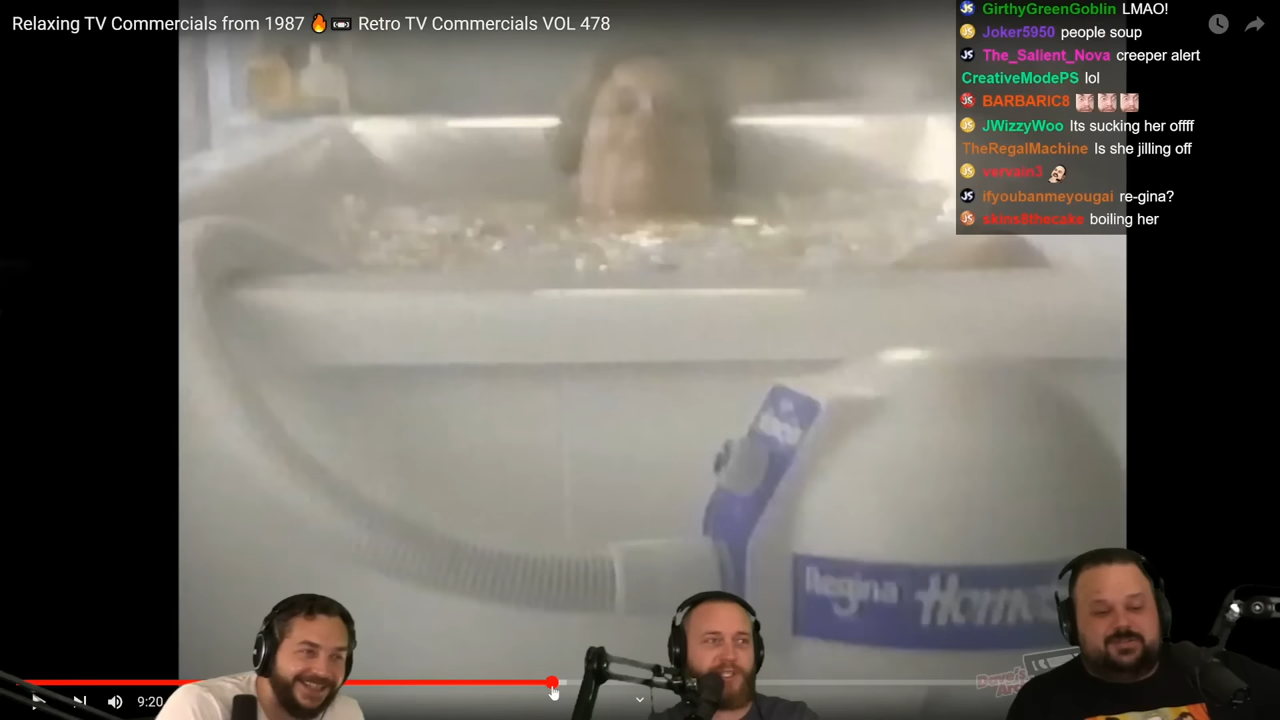 Relaxing TV Commercials from 1987 🔥📼 Retro TV Commercials VOL 478
GirthyGreenGoblin LMAO!
Joker5950 people soup
The_Salient_Nova creeper alert
CreativeModePS lol
BARBARIC8
JWizzyWoo Its sucking her offff
TheRegalMachine Is she jilling off
vervain3
ifyoubanmeyougai re-gina?
skins8thecake boiling her
Regina
9:20